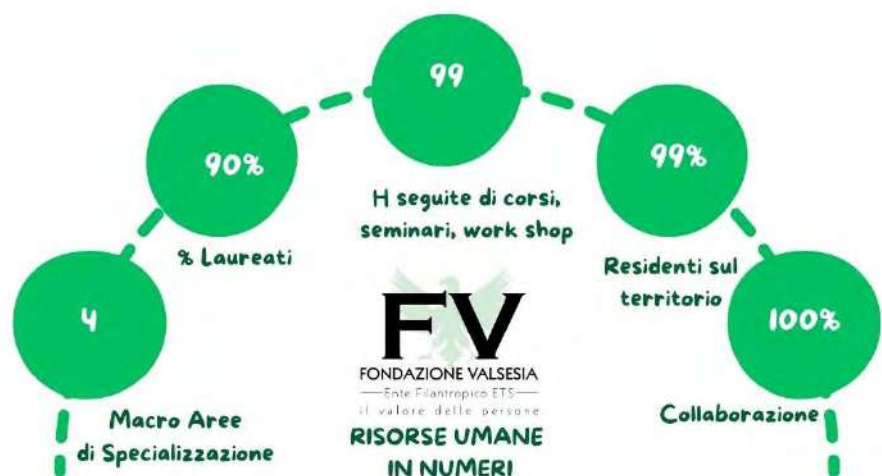 99
90%
99%
H seguite di corsi,
seminari, work shop
% Laureati
Residenti sul
territorio
4
100%
FV
FONDAZIONE VALSESIA
Ente Filantropico ETS
il valore delle persone
Macro Aree
di Specializzazione
Collaborazione
RISORSE UMANE
IN NUMERI